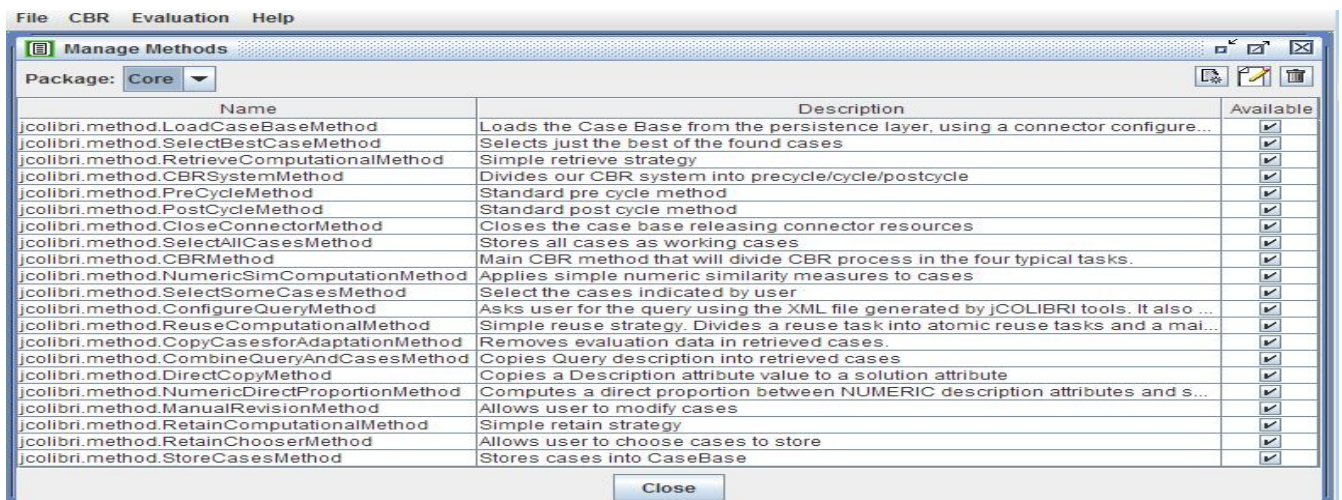 File CBR Evaluation Help
Manage Methods
Package: Core
Name Description Available
jcolibri.method.LoadCaseBaseMethod Loads the Case Base from the persistence layer, using a connector configure...
jcolibri.method.SelectBestCaseMethod Selects just the best of the found cases
jcolibri.method.RetrieveComputationalMethod Simple retrieve strategy
jcolibri.method.CBRSystemMethod Divides our CBR system into precycle/cycle/postcycle
jcolibri.method.PreCycleMethod Standard pre cycle method
jcolibri.method.PostCycleMethod Standard post cycle method
jcolibri.method.CloseConnectorMethod Closes the case base releasing connector resources
jcolibri.method.SelectAllCasesMethod Stores all cases as working cases
jcolibri.method.CBRMethod Main CBR method that will divide CBR process in the four typical tasks.
jcolibri.method.NumericSimComputationMethod Applies simple numeric similarity measures to cases
jcolibri.method.SelectSomeCasesMethod Select the cases indicated by user
jcolibri.method.ConfigureQueryMethod Asks user for the query using the XML file generated by jCOLIBRI tools. It also ...
jcolibri.method.ReuseComputationalMethod Simple reuse strategy. Divides a reuse task into atomic reuse tasks and a mai...
jcolibri.method.CopyCasesforAdaptationMethod Removes evaluation data in retrieved cases.
jcolibri.method.CombineQueryAndCasesMethod Copies Query description into retrieved cases
jcolibri.method.DirectCopyMethod Copies a Description attribute value to a solution attribute
jcolibri.method.NumericDirectProportionMethod Computes a direct proportion between NUMERIC description attributes and s...
jcolibri.method.ManualRevisionMethod Allows user to modify cases
jcolibri.method.RetainComputationalMethod Simple retain strategy
jcolibri.method.RetainChooserMethod Allows user to choose cases to store
jcolibri.method.StoreCasesMethod Stores cases into CaseBase
Close